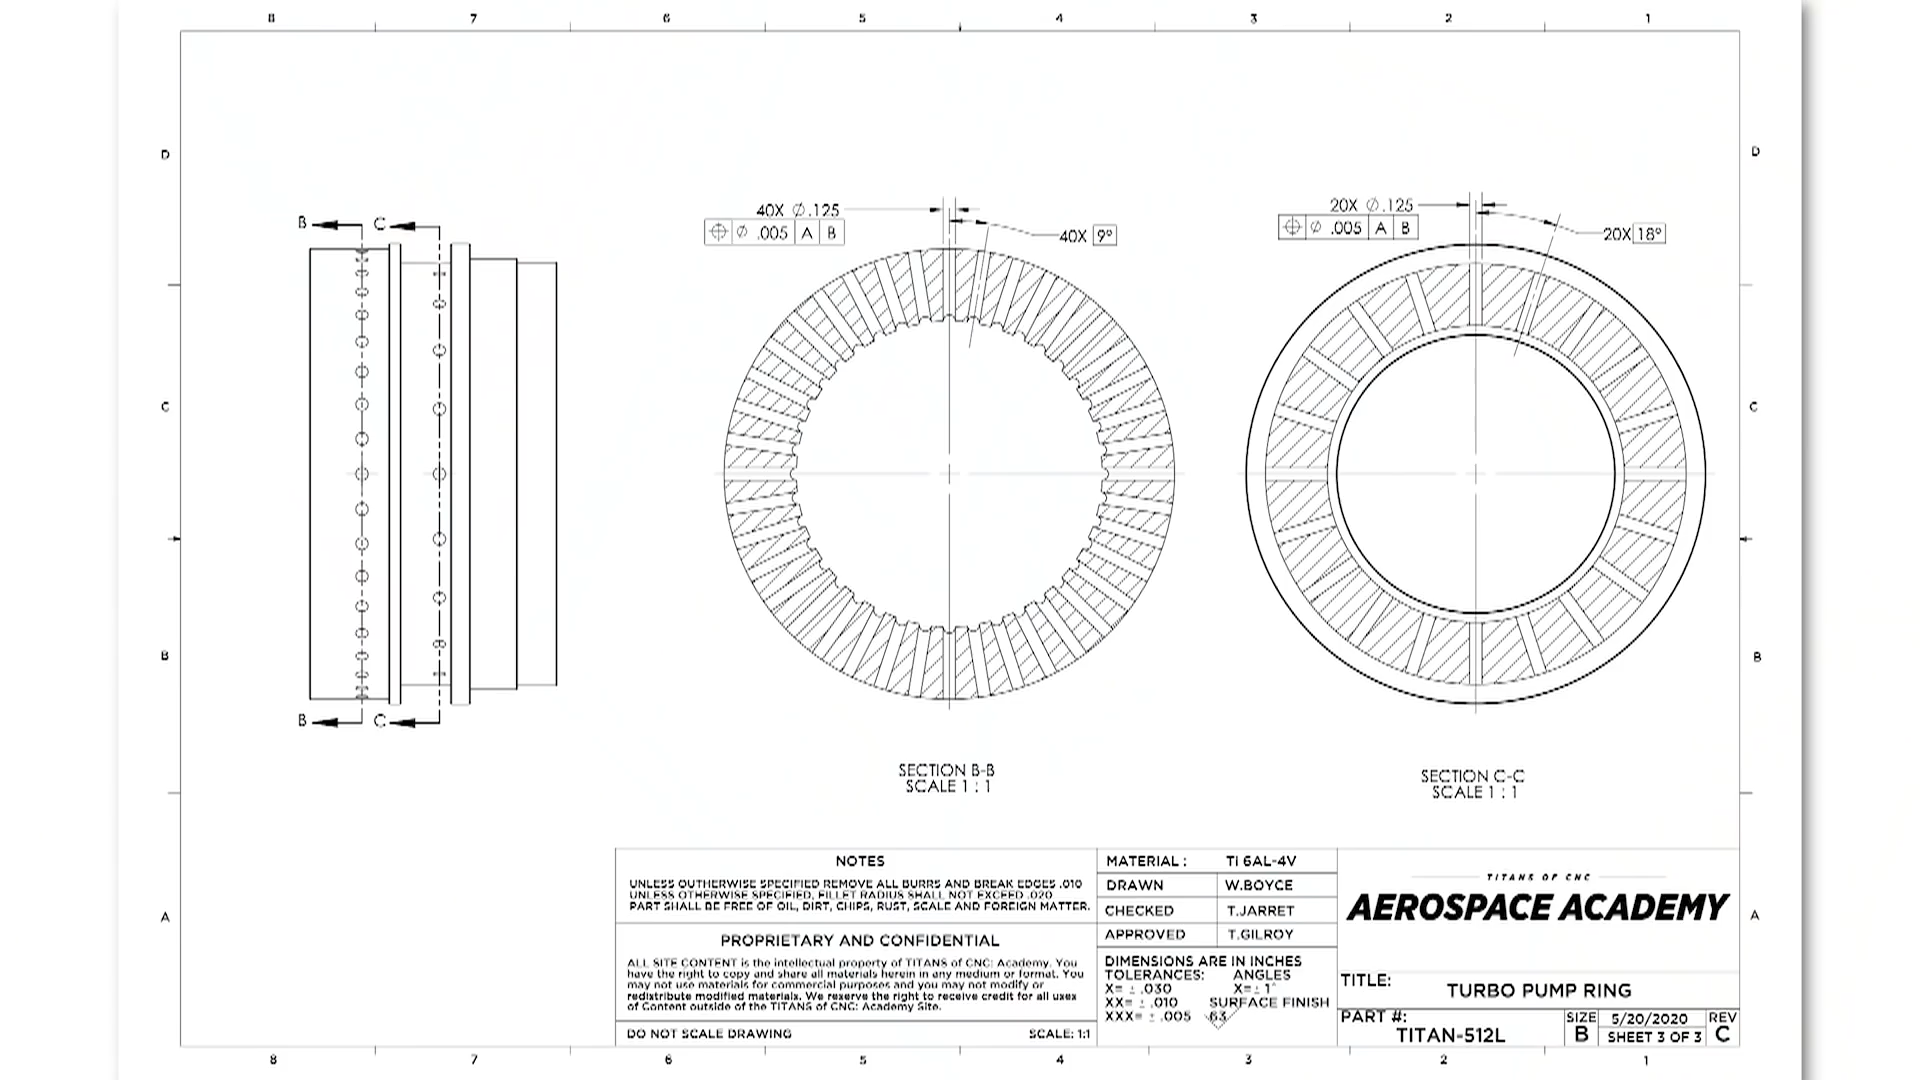 8 7 6 5 4 3 2 1
D D
B C
40X ∅.125
⌖ ∅ .005 A B
40X 9°
20X ∅.125
⌖ ∅ .005 A B
20X 18°
C C
B B
B C
SECTION B-B
SCALE 1 : 1
SECTION C-C
SCALE 1 : 1
A A
NOTES
UNLESS OUTHERWISE SPECIFIED REMOVE ALL BURRS AND BREAK EDGES .010
UNLESS OTHERWISE SPECIFIED, FILLET RADIUS SHALL NOT EXCEED .020
PART SHALL BE FREE OF OIL, DIRT, CHIPS, RUST, SCALE AND FOREIGN MATTER.
PROPRIETARY AND CONFIDENTIAL
ALL SITE CONTENT is the intellectual property of TITANS of CNC: Academy. You
have the right to copy and share all materials herein in any medium or format. You
may not use materials for commercial purposes and you may not modify or
redistribute modified materials. We reserve the right to receive credit for all uses
of Content outside of the TITANS of CNC: Academy Site.
DO NOT SCALE DRAWING SCALE: 1:1
MATERIAL : Ti 6AL-4V
DRAWN W.BOYCE
CHECKED T.JARRET
APPROVED T.GILROY
DIMENSIONS ARE IN INCHES
TOLERANCES: ANGLES
X= ± .030 X= ± 1°
XX= ± .010 SURFACE FINISH
XXX= ± .005 63
TITANS OF CNC
AEROSPACE ACADEMY
TITLE: TURBO PUMP RING
PART #: TITAN-512L
SIZE B
5/20/2020
SHEET 3 OF 3
REV C
8 7 6 5 4 3 2 1